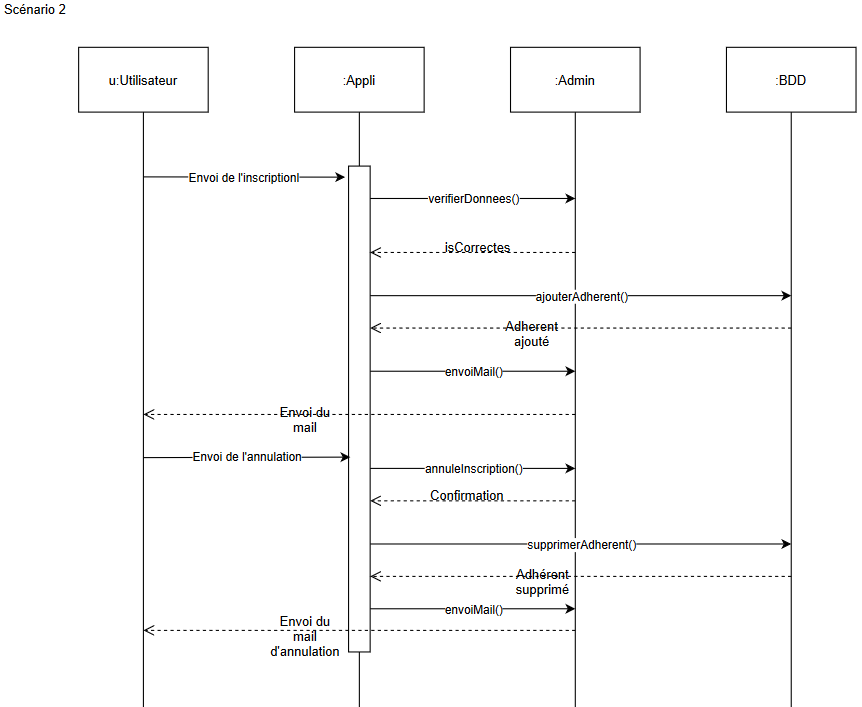 Scénario 2
u:Utilisateur
:Appli
:Admin
:BDD
Envoi de l'inscriptionl
verifierDonnees()
isCorrectes
ajouterAdherent()
Adherent
ajouté
envoiMail()
Envoi du
mail
Envoi de l'annulation
annuleInscription()
Confirmation
supprimerAdherent()
Adhérent
supprimé
envoiMail()
Envoi du
mail
d'annulation